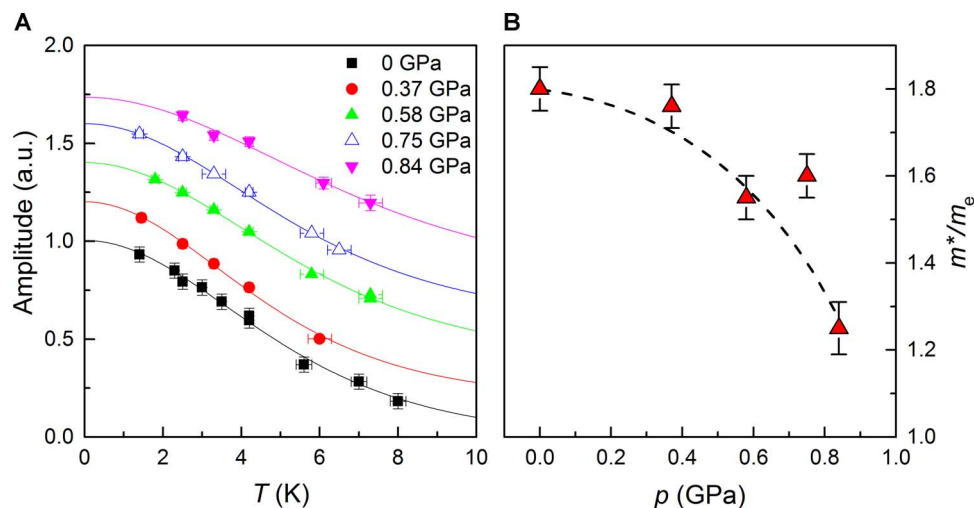 A
2.0
1.5
1.0
0.5
0.0
Amplitude (a.u.)
0 GPa
0.37 GPa
0.58 GPa
0.75 GPa
0.84 GPa
0 2 4 6 8 10
T (K)
B
1.8
1.6
1.4
1.2
1.0
m*/me
0.0 0.2 0.4 0.6 0.8 1.0
p (GPa)